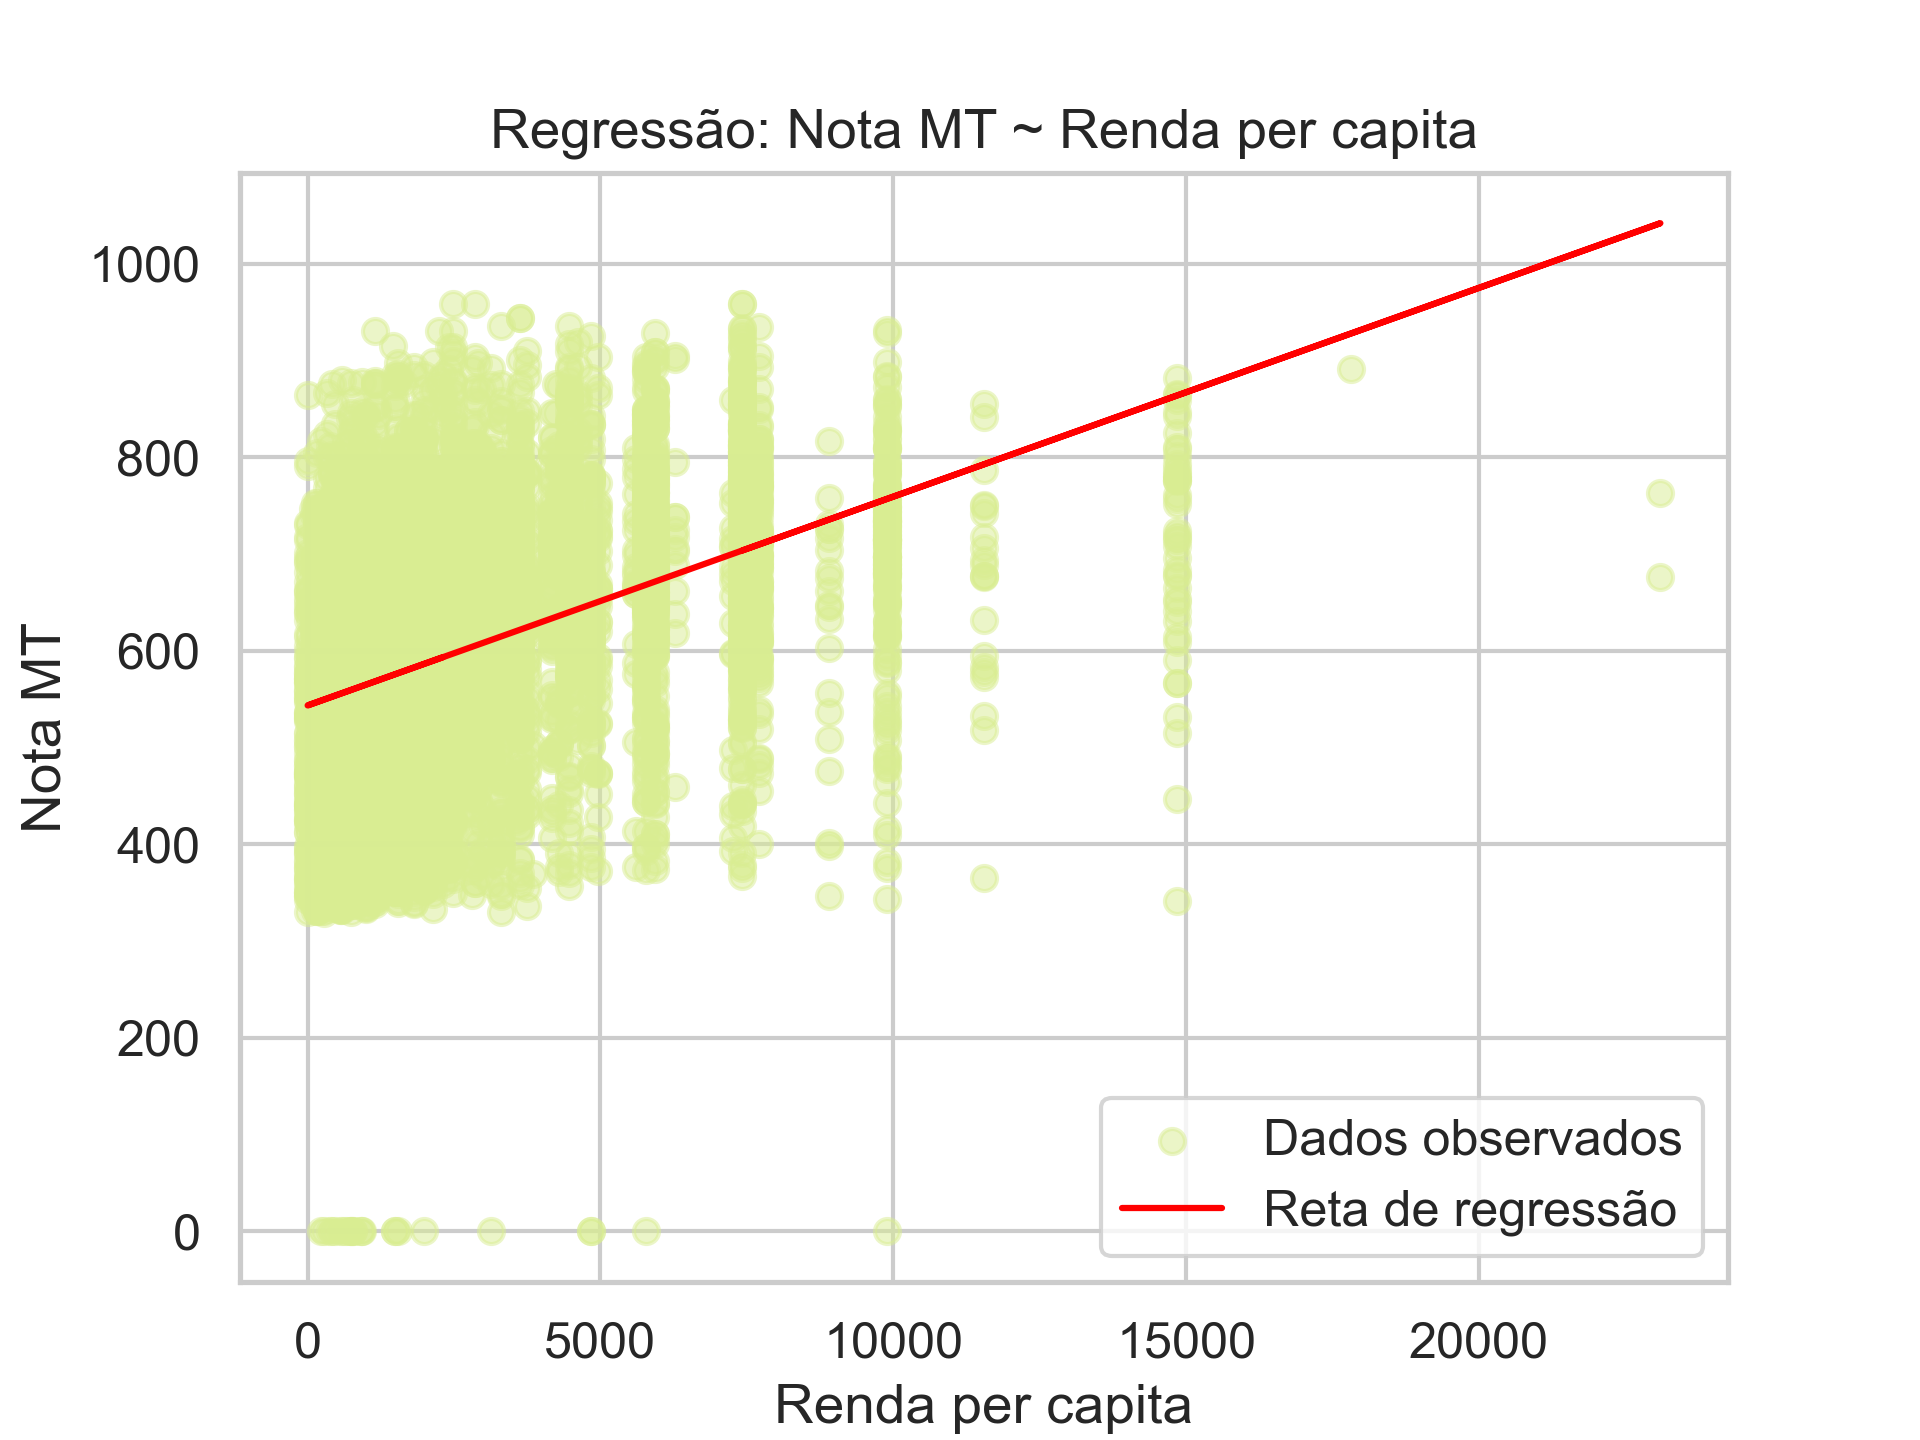 Regressão: Nota MT ~ Renda per capita
1000
800
600
400
200
0
Nota MT
0 5000 10000 15000 20000
Renda per capita
Dados observados
Reta de regressão